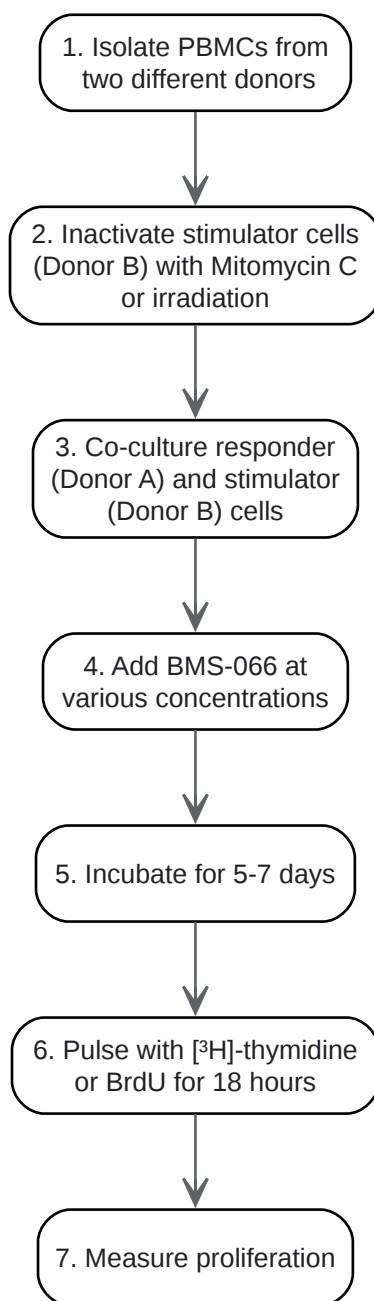 1. Isolate PBMCs from
two different donors
2. Inactivate stimulator cells
(Donor B) with Mitomycin C
or irradiation
3. Co-culture responder
(Donor A) and stimulator
(Donor B) cells
4. Add BMS-066 at
various concentrations
5. Incubate for 5-7 days
6. Pulse with [³H]-thymidine
or BrdU for 18 hours
7. Measure proliferation